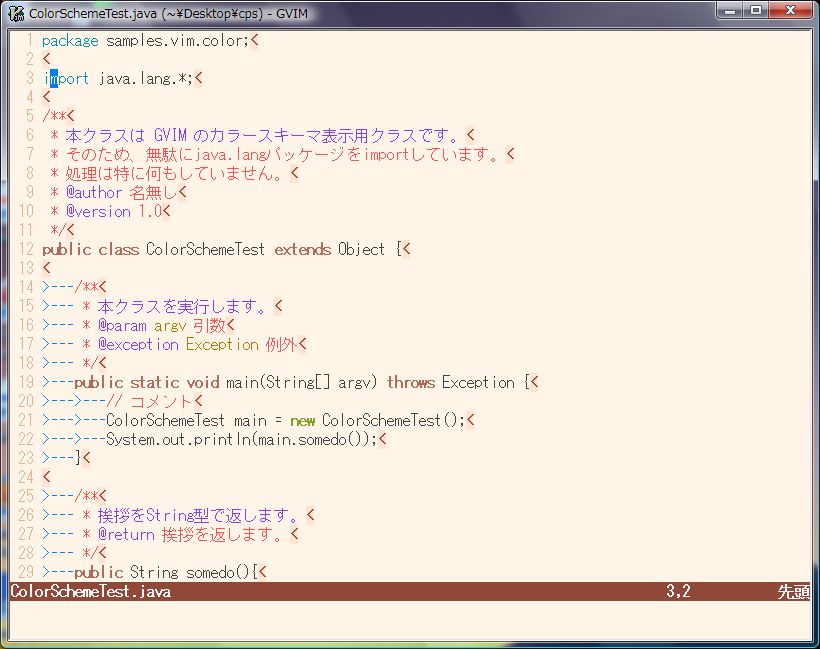 ColorSchemeTest.java (~¥Desktop¥cps) - GVIM
1 package samples.vim.color;<
2 <
3 import java.lang.*;<
4 <
5 /**<
6  * 本クラスは GVIM のカラースキーマ表示用クラスです。<
7  * そのため、無駄にjava.langパッケージをimportしています。<
8  * 処理は特に何もしていません。<
9  * @author 名無し<
10  * @version 1.0<
11  */<
12 public class ColorSchemeTest extends Object {<
13 <
14 >---/**<
15 >--- * 本クラスを実行します。<
16 >--- * @param argv 引数<
17 >--- * @exception Exception 例外<
18 >--- */<
19 >---public static void main(String[] argv) throws Exception {<
20 >--->---// コメント<
21 >--->---ColorSchemeTest main = new ColorSchemeTest();<
22 >--->---System.out.println(main.somedo());<
23 >---}<
24 <
25 >---/**<
26 >--- * 挨拶をString型で返します。<
27 >--- * @return 挨拶を返します。<
28 >--- */<
29 >---public String somedo(){<
ColorSchemeTest.java 3,2 先頭